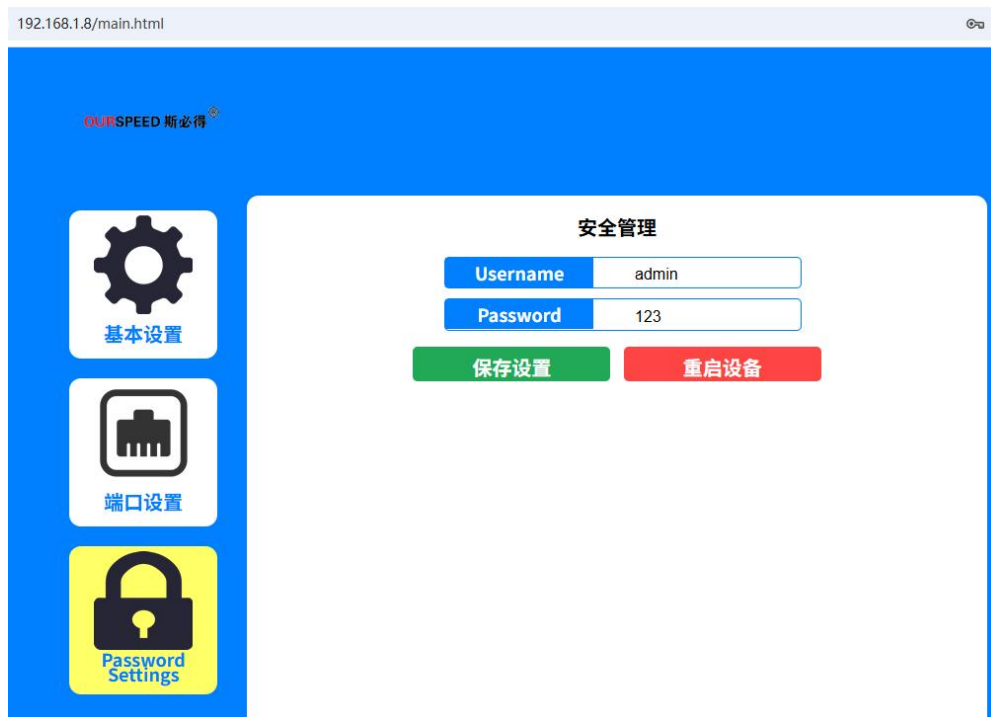 192.168.1.8/main.html
OURSPEED 斯必得®
安全管理
Username admin
Password 123
保存设置 重启设备
基本设置
端口设置
Password
Settings